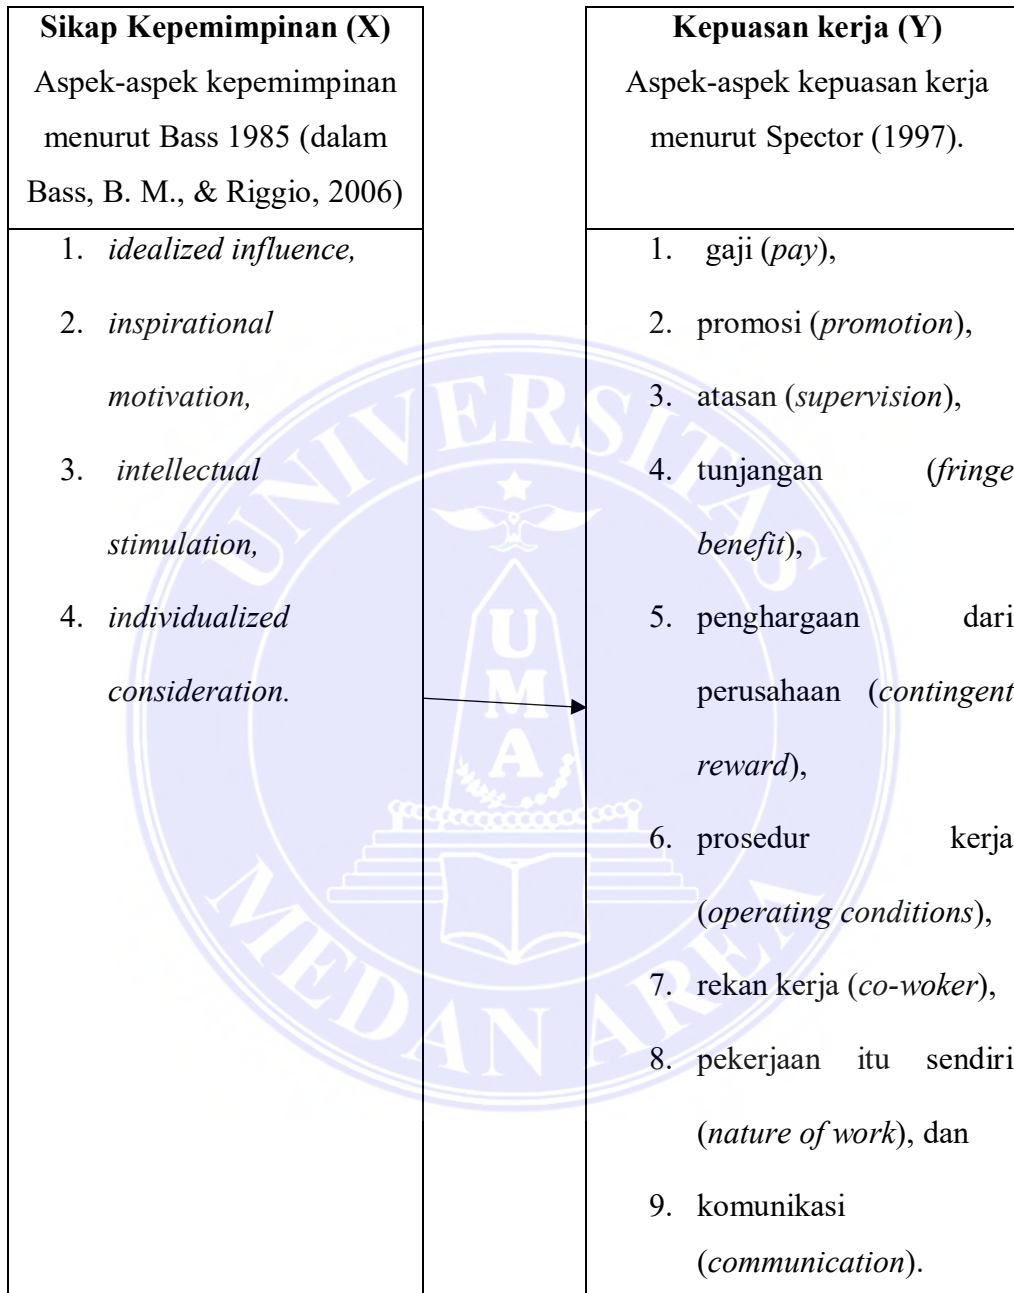 Sikap Kepemimpinan (X)
Aspek-aspek kepemimpinan
menurut Bass 1985 (dalam
Bass, B. M., & Riggio, 2006)
1. idealized influence,
2. inspirational
motivation,
3. intellectual
stimulation,
4. individualized
consideration.
Kepuasan kerja (Y)
Aspek-aspek kepuasan kerja
menurut Spector (1997).
1. gaji (pay),
2. promosi (promotion),
3. atasan (supervision),
4. tunjangan (fringe
benefit),
5. penghargaan dari
perusahaan (contingent
reward),
6. prosedur kerja
(operating conditions),
7. rekan kerja (co-woker),
8. pekerjaan itu sendiri
(nature of work), dan
9. komunikasi
(communication).
UNIVERSITAS
MEDAN AREA
UMA